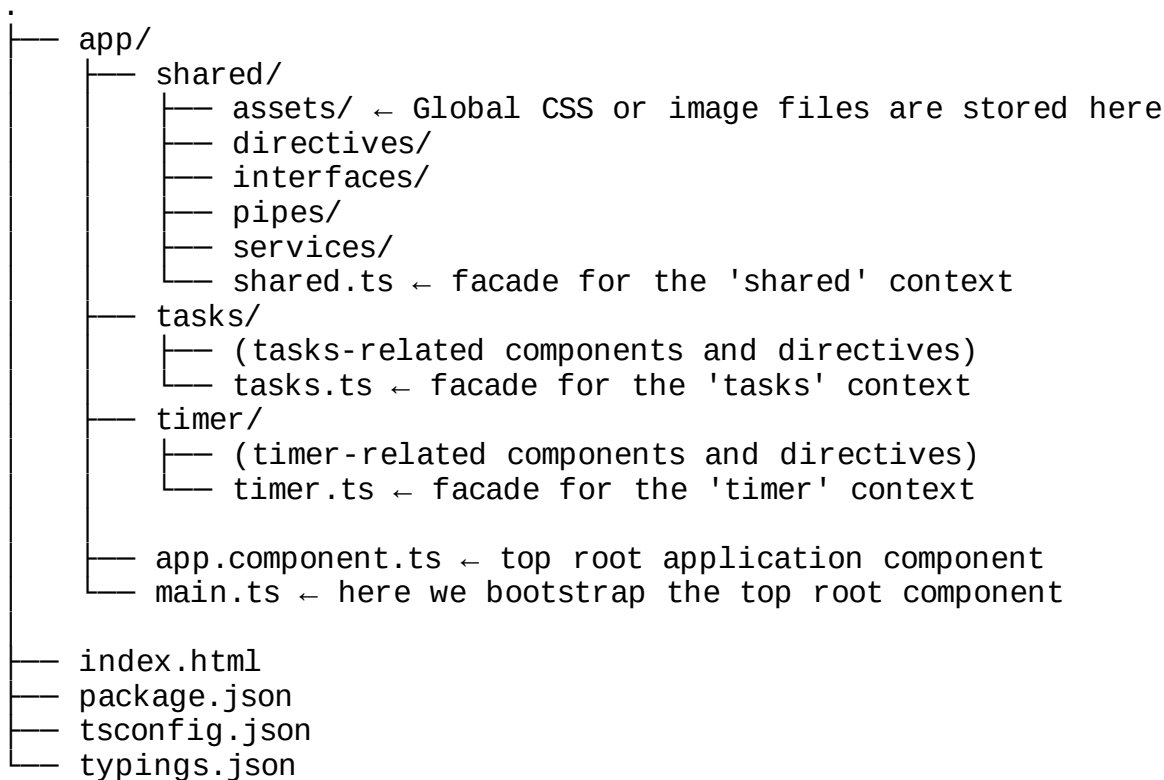 .
├── app/
│   ├── shared/
│   │   ├── assets/ ← Global CSS or image files are stored here
│   │   ├── directives/
│   │   ├── interfaces/
│   │   ├── pipes/
│   │   ├── services/
│   │   └── shared.ts ← facade for the 'shared' context
│   ├── tasks/
│   │   ├── (tasks-related components and directives)
│   │   └── tasks.ts ← facade for the 'tasks' context
│   ├── timer/
│   │   ├── (timer-related components and directives)
│   │   └── timer.ts ← facade for the 'timer' context
│   │
│   ├── app.component.ts ← top root application component
│   └── main.ts ← here we bootstrap the top root component
│
├── index.html
├── package.json
├── tsconfig.json
└── typings.json